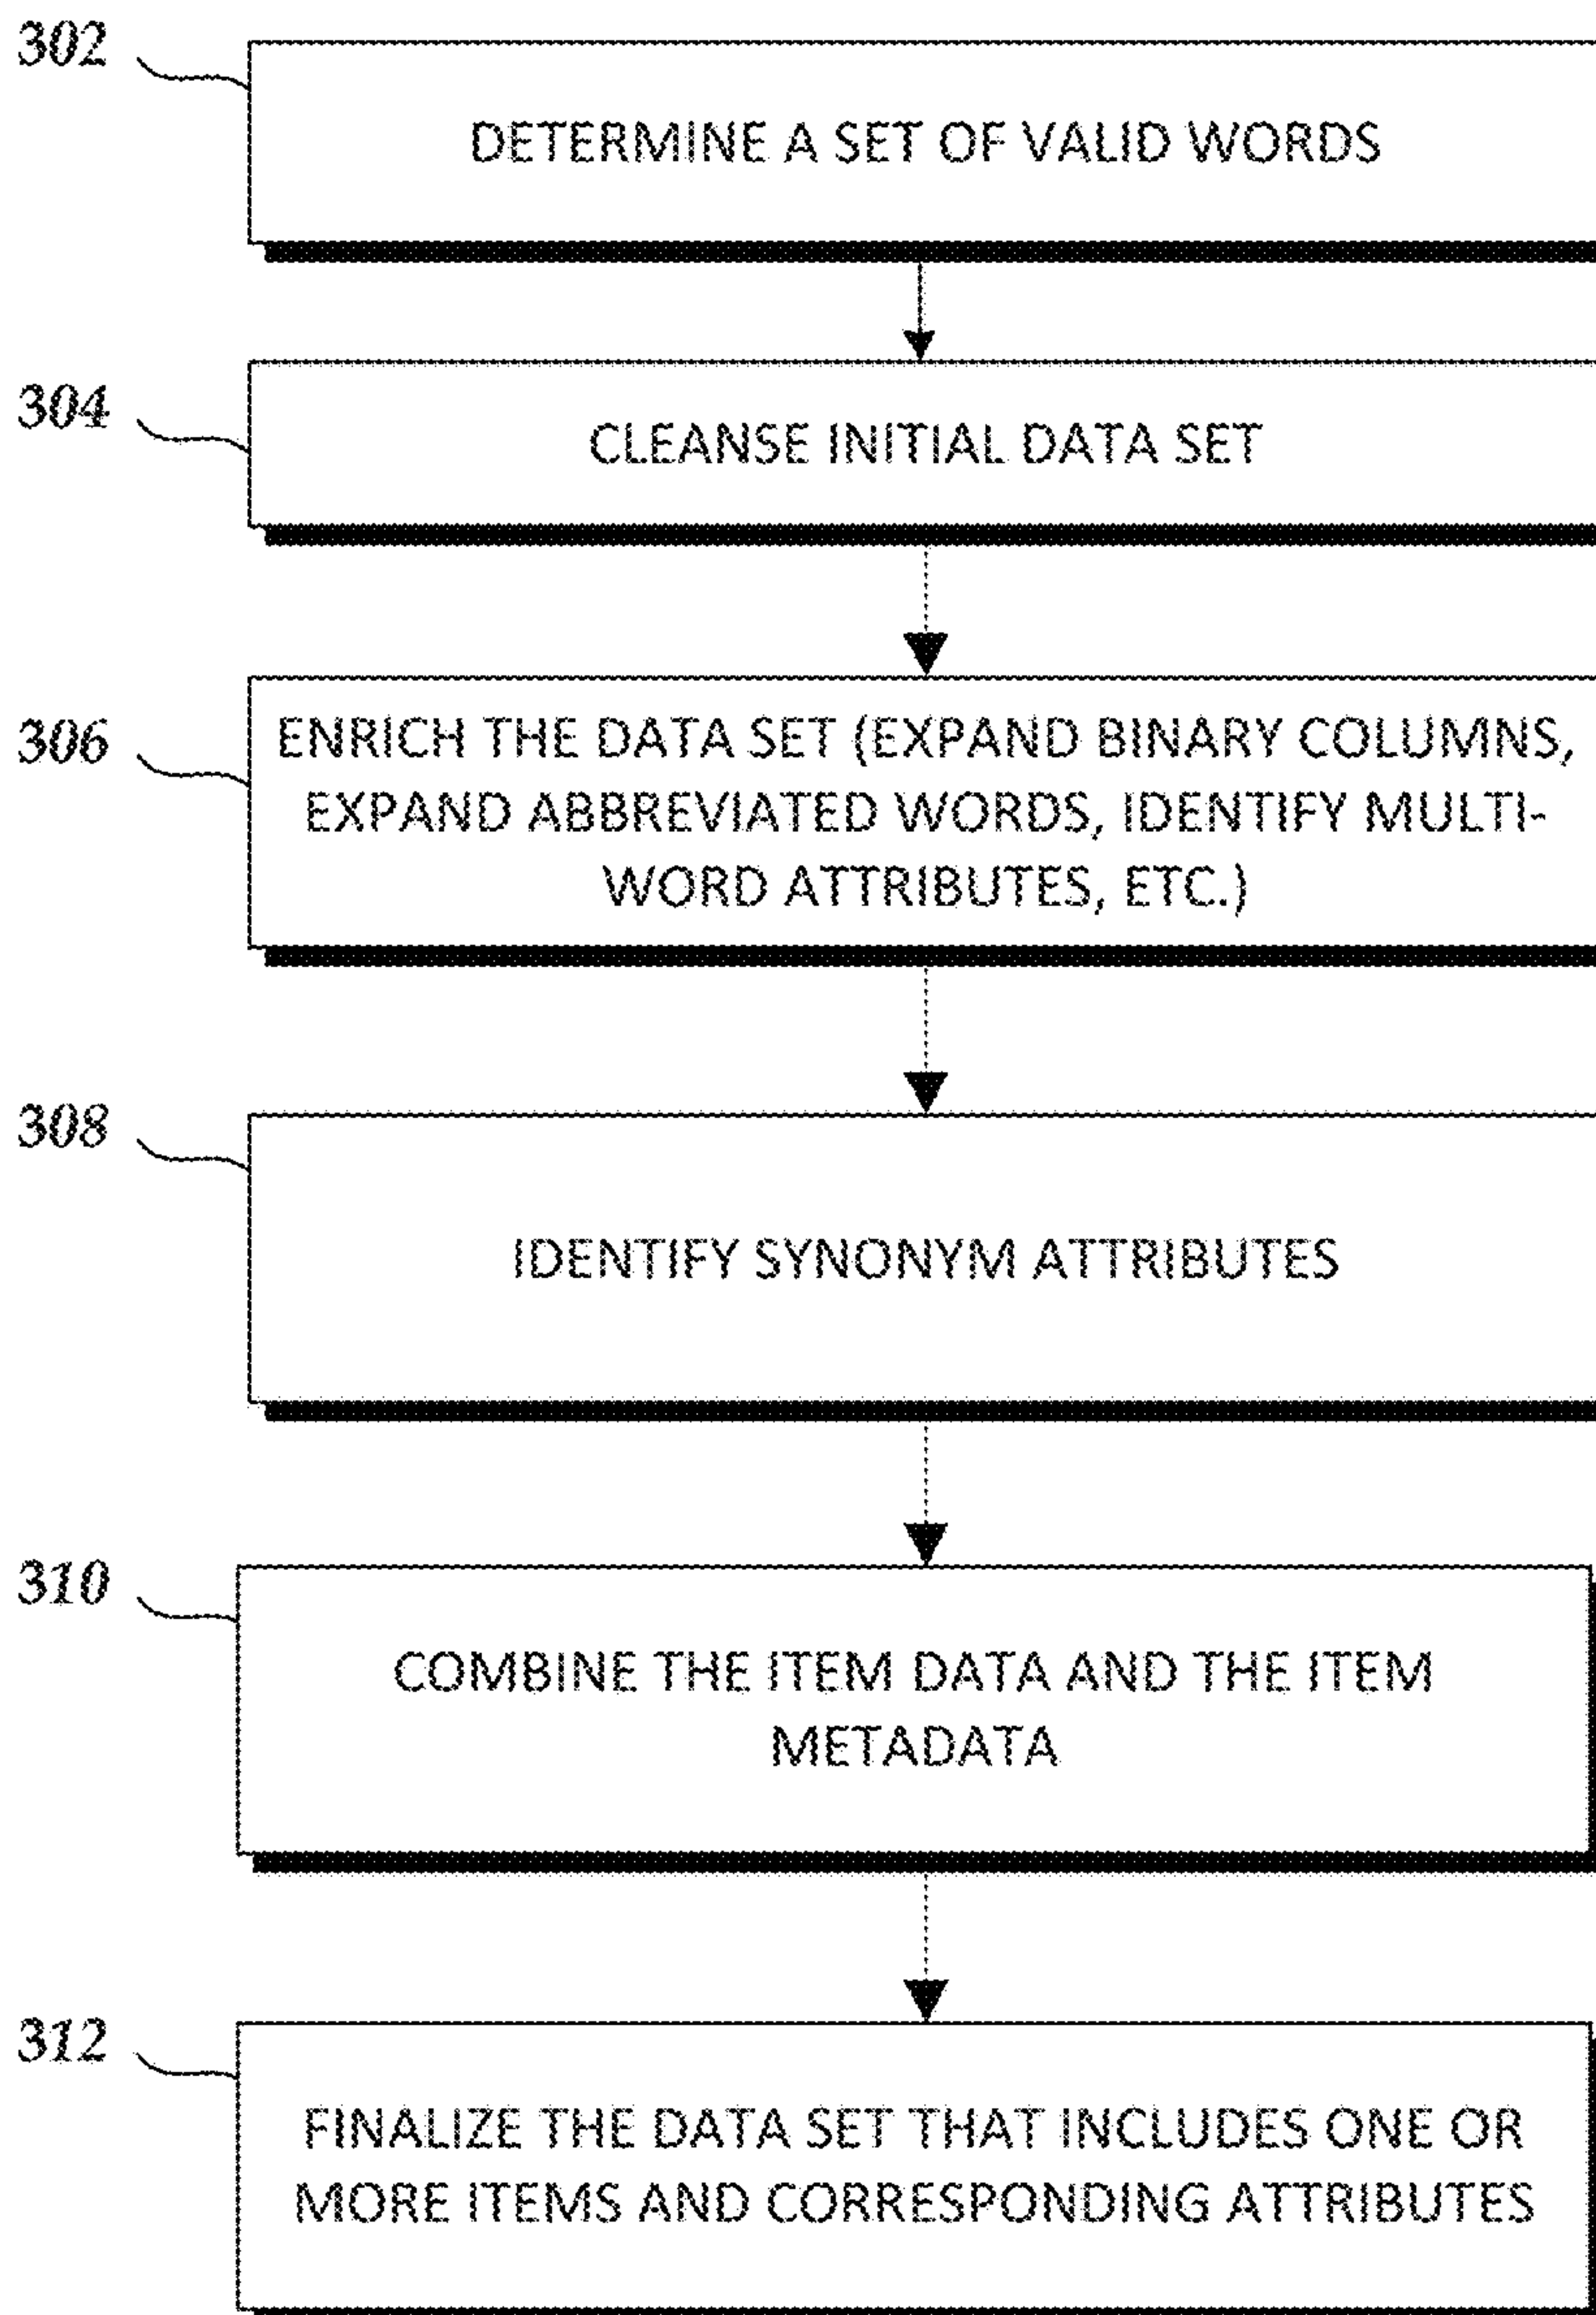 302
DETERMINE A SET OF VALID WORDS
304
CLEANSE INITIAL DATA SET
306
ENRICH THE DATA SET (EXPAND BINARY COLUMNS,
EXPAND ABBREVIATED WORDS, IDENTIFY MULTI-
WORD ATTRIBUTES, ETC.)
308
IDENTIFY SYNONYM ATTRIBUTES
310
COMBINE THE ITEM DATA AND THE ITEM
METADATA
312
FINALIZE THE DATA SET THAT INCLUDES ONE OR
MORE ITEMS AND CORRESPONDING ATTRIBUTES